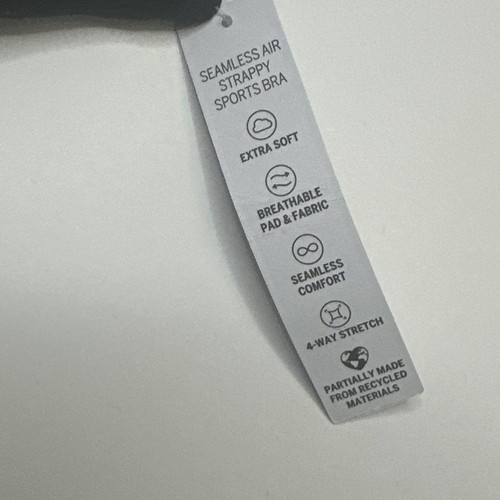 SEAMLESS AIR
STRAPPY
SPORTS BRA
EXTRA SOFT
BREATHABLE
PAD & FABRIC
SEAMLESS
COMFORT
4-WAY STRETCH
PARTIALLY MADE
FROM RECYCLED
MATERIALS